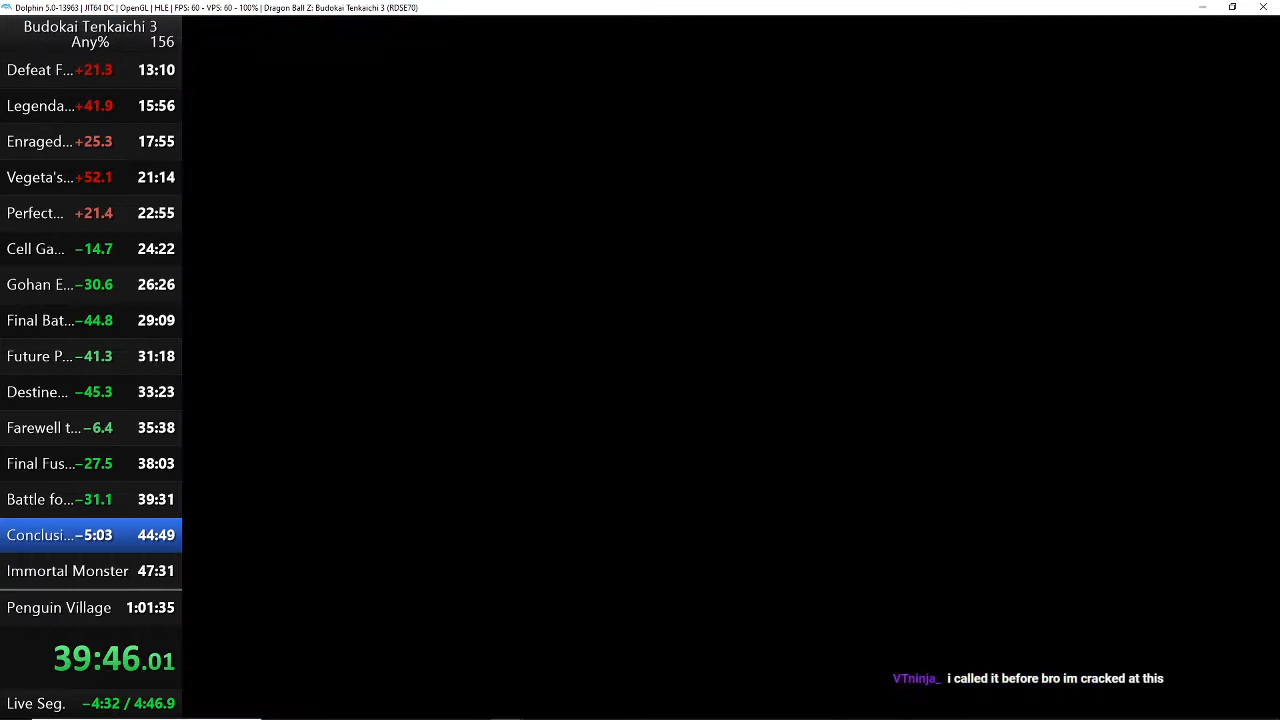 Dolphin 5.0-13963 | JIT64 DC | OpenGL | HLE | FPS: 60 - VPS: 60 - 100% | Dragon Ball Z: Budokai Tenkaichi 3 (RDSE70)
Budokai Tenkaichi 3
Any% 156
Defeat F... +21.3 13:10
Legenda... +41.9 15:56
Enraged... +25.3 17:55
Vegeta's... +52.1 21:14
Perfect... +21.4 22:55
Cell Ga... −14.7 24:22
Gohan E... −30.6 26:26
Final Bat... −44.8 29:09
Future P... −41.3 31:18
Destine... −45.3 33:23
Farewell t... −6.4 35:38
Final Fus... −27.5 38:03
Battle fo... −31.1 39:31
Conclusi... −5:03 44:49
Immortal Monster 47:31
Penguin Village 1:01:35
39:46.01
VTninja_ i called it before bro im cracked at this
Live Seg. −4:32 / 4:46.9